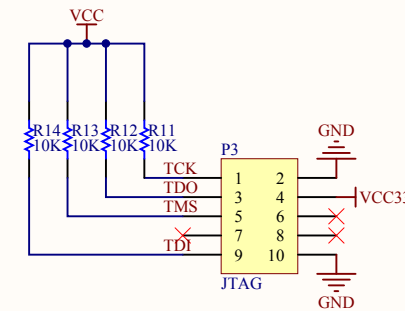 VCC
R14 R13 R12 R11
10K 10K 10K 10K
P3
GND
TCK 1 2
TDO 3 4 VCC33
TMS 5 6
7 8
TDI 9 10
JTAG
GND